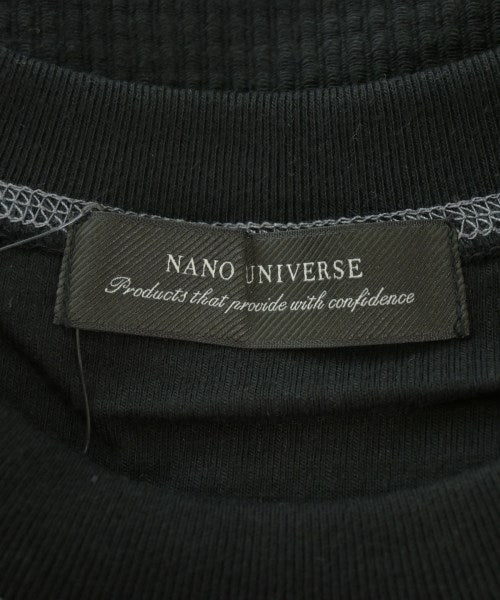 NANO UNIVERSE
Products that provide with confidence